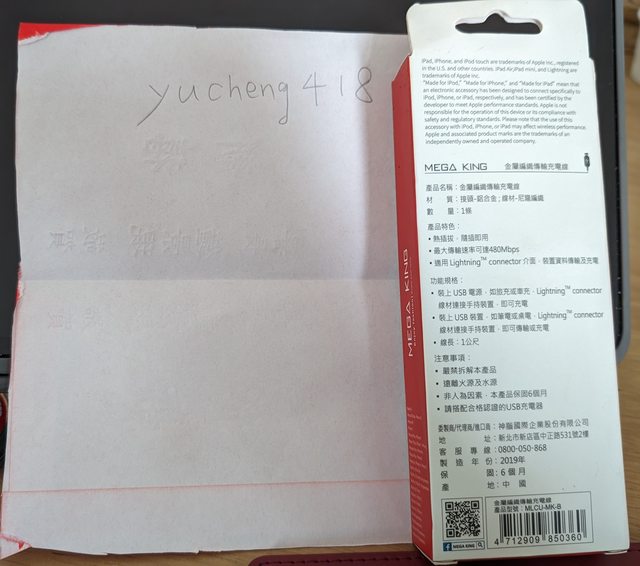 yucheng418
iPad, iPhone, and iPod touch are trademarks of Apple Inc., registered
in the U.S. and other countries. iPad Air,iPad mini, and Lightning are
trademarks of Apple Inc.
"Made for iPod," "Made for iPhone," and "Made for iPad" mean that
an electronic accessory has been designed to connect specifically to
iPod, iPhone, or iPad, respectively, and has been certified by the
developer to meet Apple performance standards. Apple is not
responsible for the operation of this device or its compliance with
safety and regulatory standards. Please note that the use of this
accessory with iPod, iPhone, or iPad may affect wireless performance.
Apple and associated product marks are the trademark of an
independently owned and operated company.
MEGA KING 金屬編織傳輸充電線
產品名稱：金屬編織傳輸充電線
材 質：接頭-鋁合金；線材-尼龍編織
數 量：1條
產品特色：
• 熱插拔，隨插即用
• 最大傳輸速率可達480Mbps
• 適用 Lightning™ connector 介面，裝置資料傳輸及充電
功能規格：
• 裝上 USB 電源，如旅充或車充，Lightning™ connector
線材連接手持裝置，即可充電
• 裝上 USB 裝置，如筆電或桌電，Lightning™ connector
線材連接手持裝置，即可傳輸或充電
• 線長：1公尺
注意事項：
• 嚴禁拆解本產品
• 遠離火源及水源
• 非人為因素，本產品保固6個月
• 請搭配合格認證的USB充電器
委製商/代理商/進口商：神腦國際企業股份有限公司
地 址：新北市新店區中正路531號2樓
客 服 專 線：0800-050-868
製 造 年 份：2019年
保 固：6 個 月
產 地：中 國
金屬編織傳輸充電線
產品型號：MLCU-MK-B
4 712909 850360
MEGA KING
MEGA KING